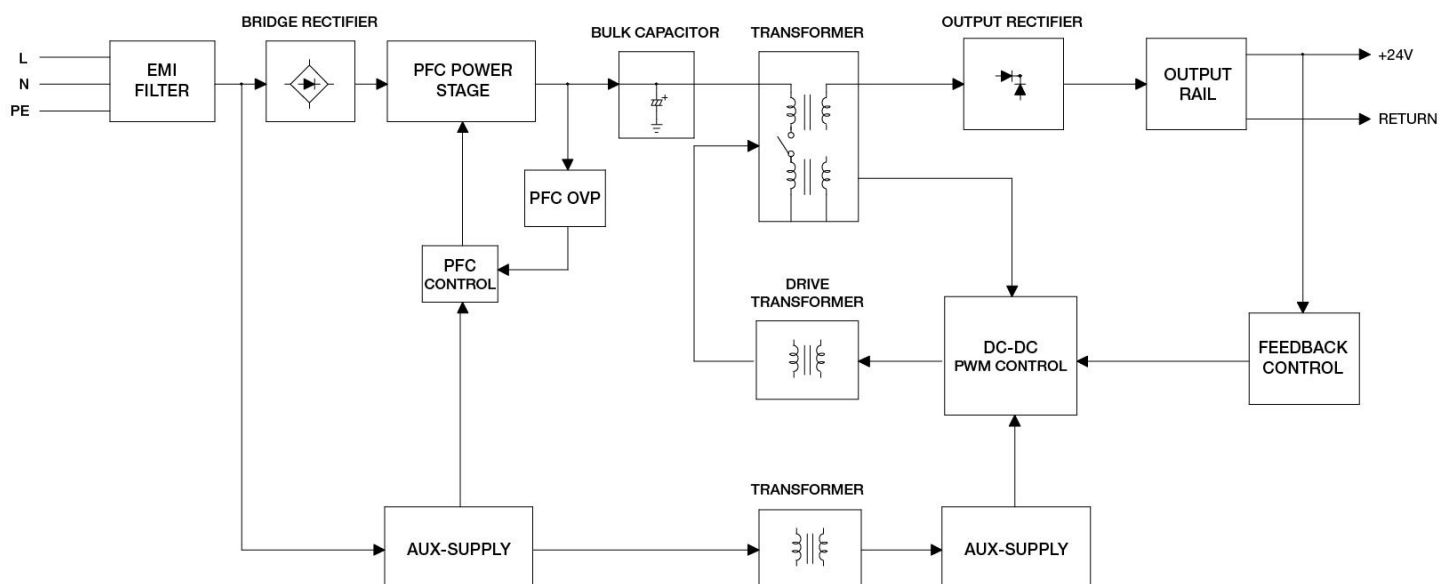 BRIDGE RECTIFIER
OUTPUT RECTIFIER
BULK CAPACITOR
TRANSFORMER
L
N
PE
EMI
FILTER
PFC POWER
STAGE
+
OUTPUT
RAIL
+24V
RETURN
PFC OVP
PFC
CONTROL
DRIVE
TRANSFORMER
DC-DC
PWM CONTROL
FEEDBACK
CONTROL
TRANSFORMER
AUX-SUPPLY
AUX-SUPPLY